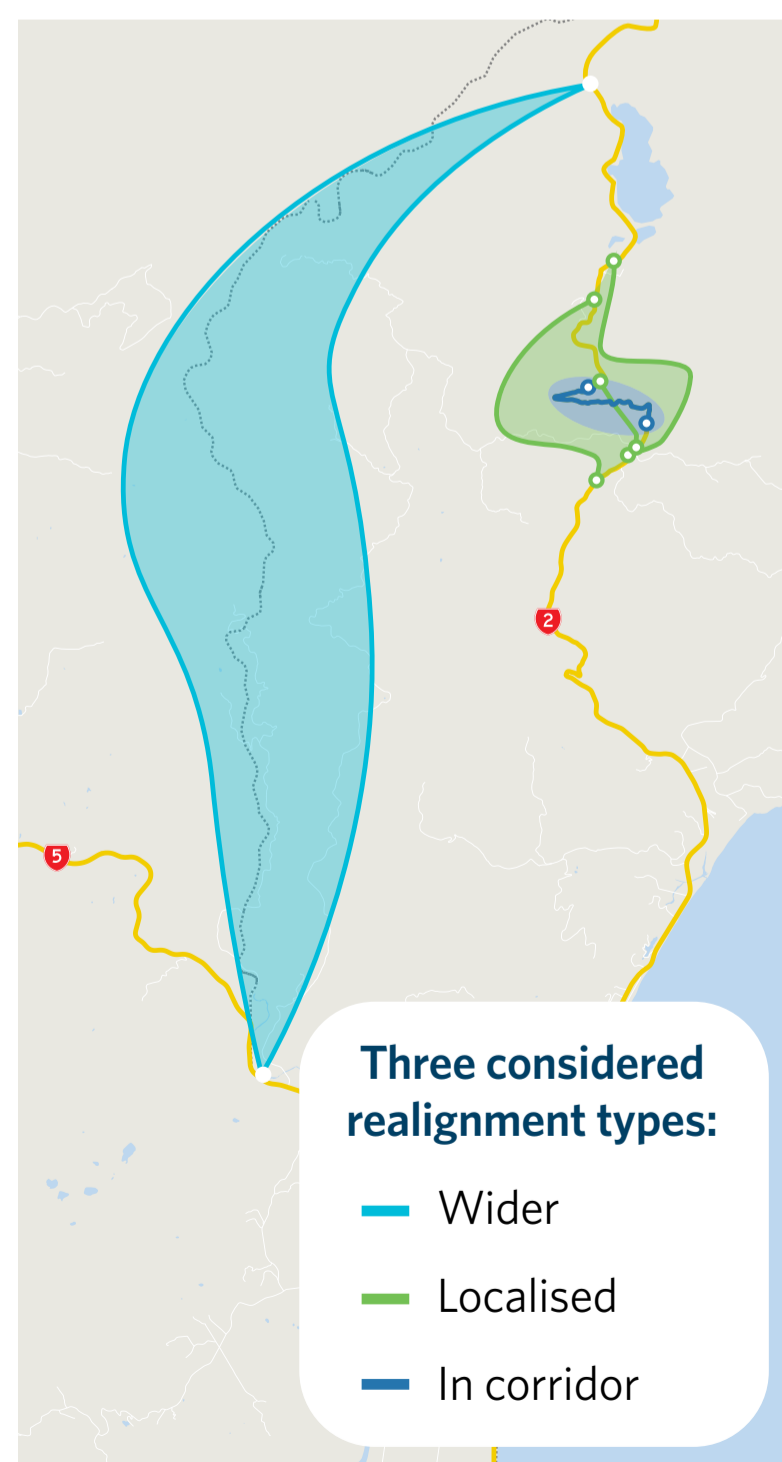 2
5
Three considered
realignment types:
Wider
Localised
In corridor